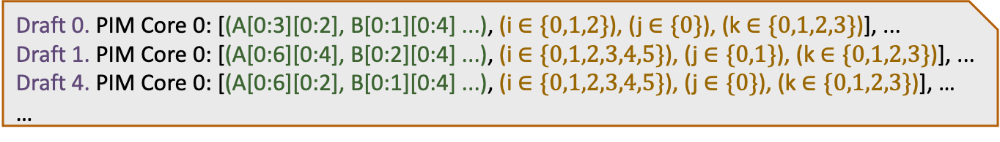 Draft 0. PIM Core 0: [(A[0:3][0:2], B[0:1][0:4] ...), (i ∈ {0,1,2}), (j ∈ {0}), (k ∈ {0,1,2,3})], ...
Draft 1. PIM Core 0: [(A[0:6][0:4], B[0:2][0:4] ...), (i ∈ {0,1,2,3,4,5}), (j ∈ {0,1}), (k ∈ {0,1,2,3})], ...
Draft 4. PIM Core 0: [(A[0:6][0:2], B[0:1][0:4] ...), (i ∈ {0,1,2,3,4,5}), (j ∈ {0}), (k ∈ {0,1,2,3})], ...
...